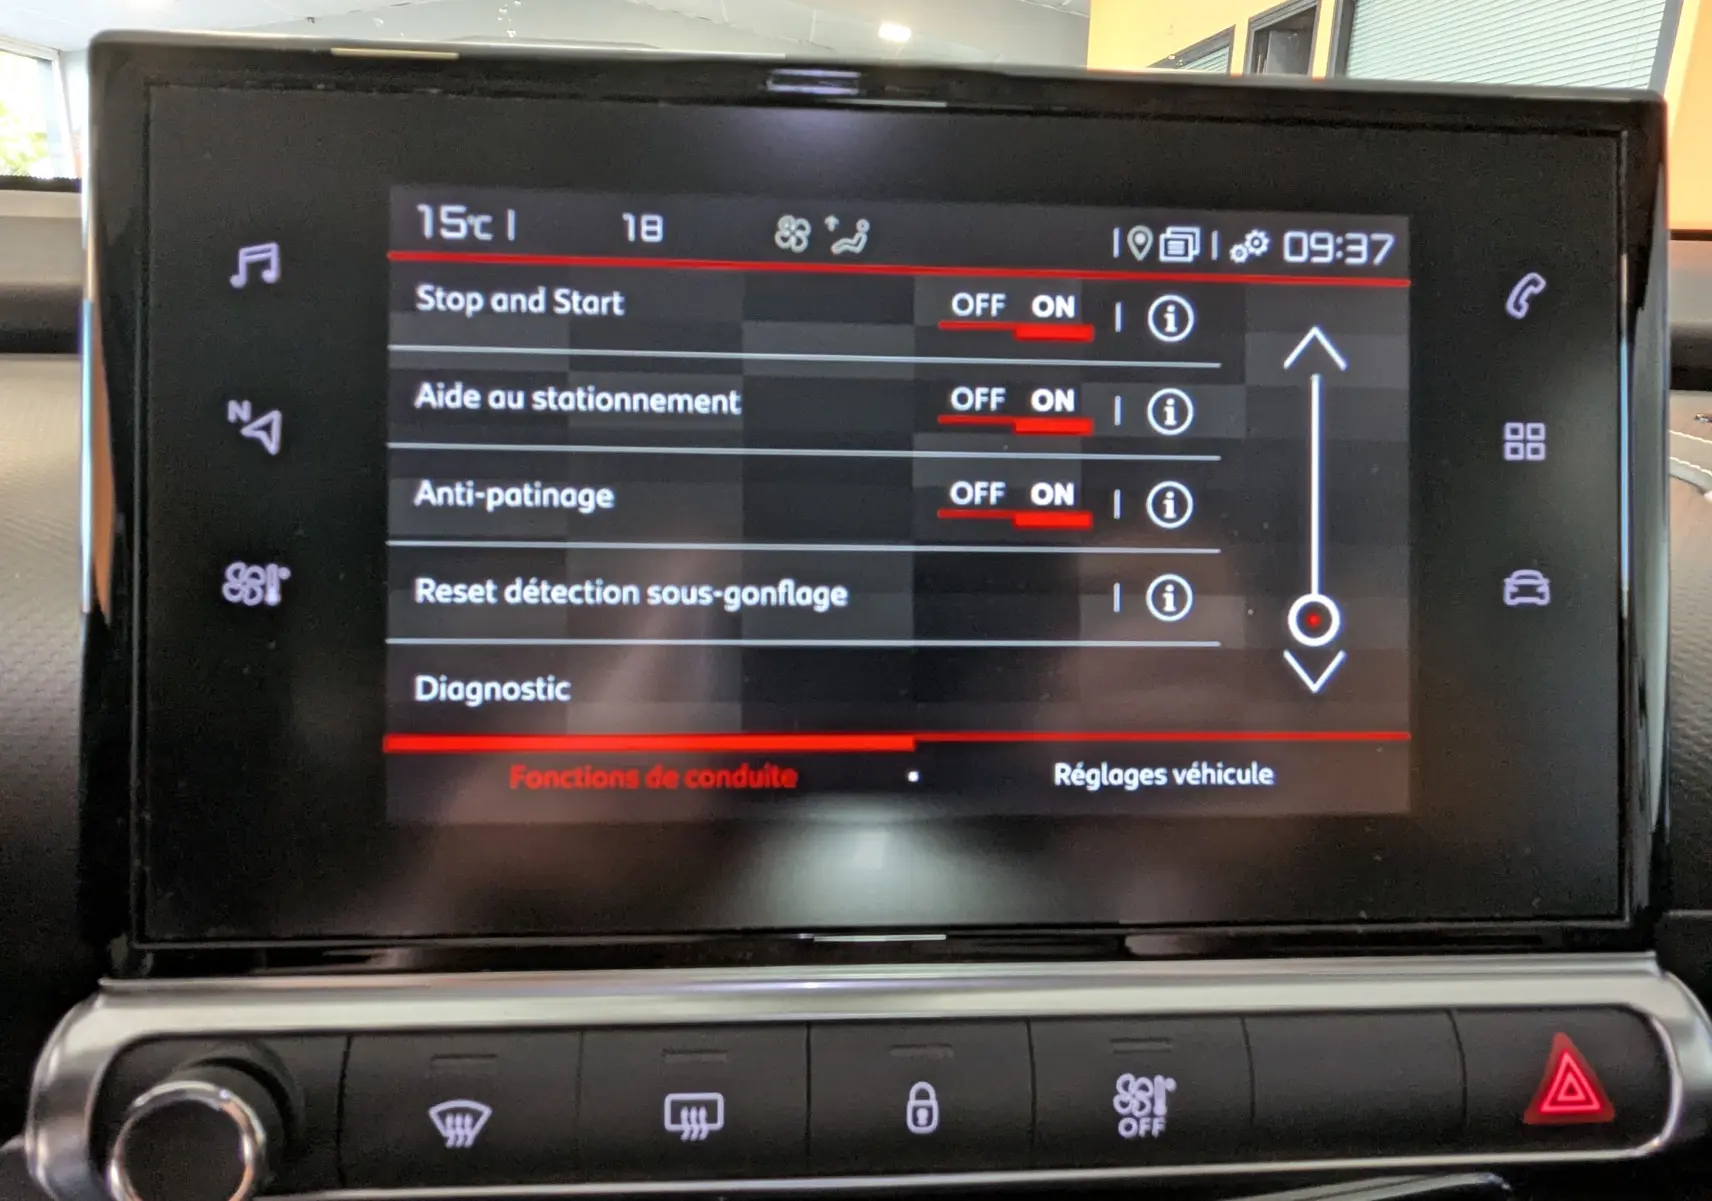 15°C 18 09:37
Stop and Start OFF ON
Aide au stationnement OFF ON
Anti-patinage OFF ON
Reset détection sous-gonflage
Diagnostic
Fonctions de conduite Réglages véhicule
N
OFF